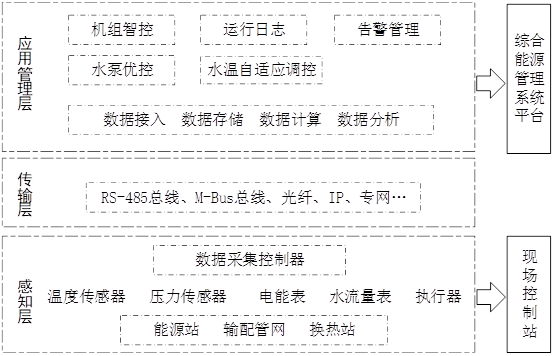 应用管理层
机组智控 运行日志 告警管理
水泵优控 水温自适应调控
数据接入 数据存储 数据计算 数据分析
综合
能源
管理
系统
平台
传输层
RS-485总线、M-Bus总线、光纤、IP、专网…
感知层
数据采集控制器
温度传感器 压力传感器 电能表 水流量表 执行器
能源站 输配管网 换热站
现场控制站